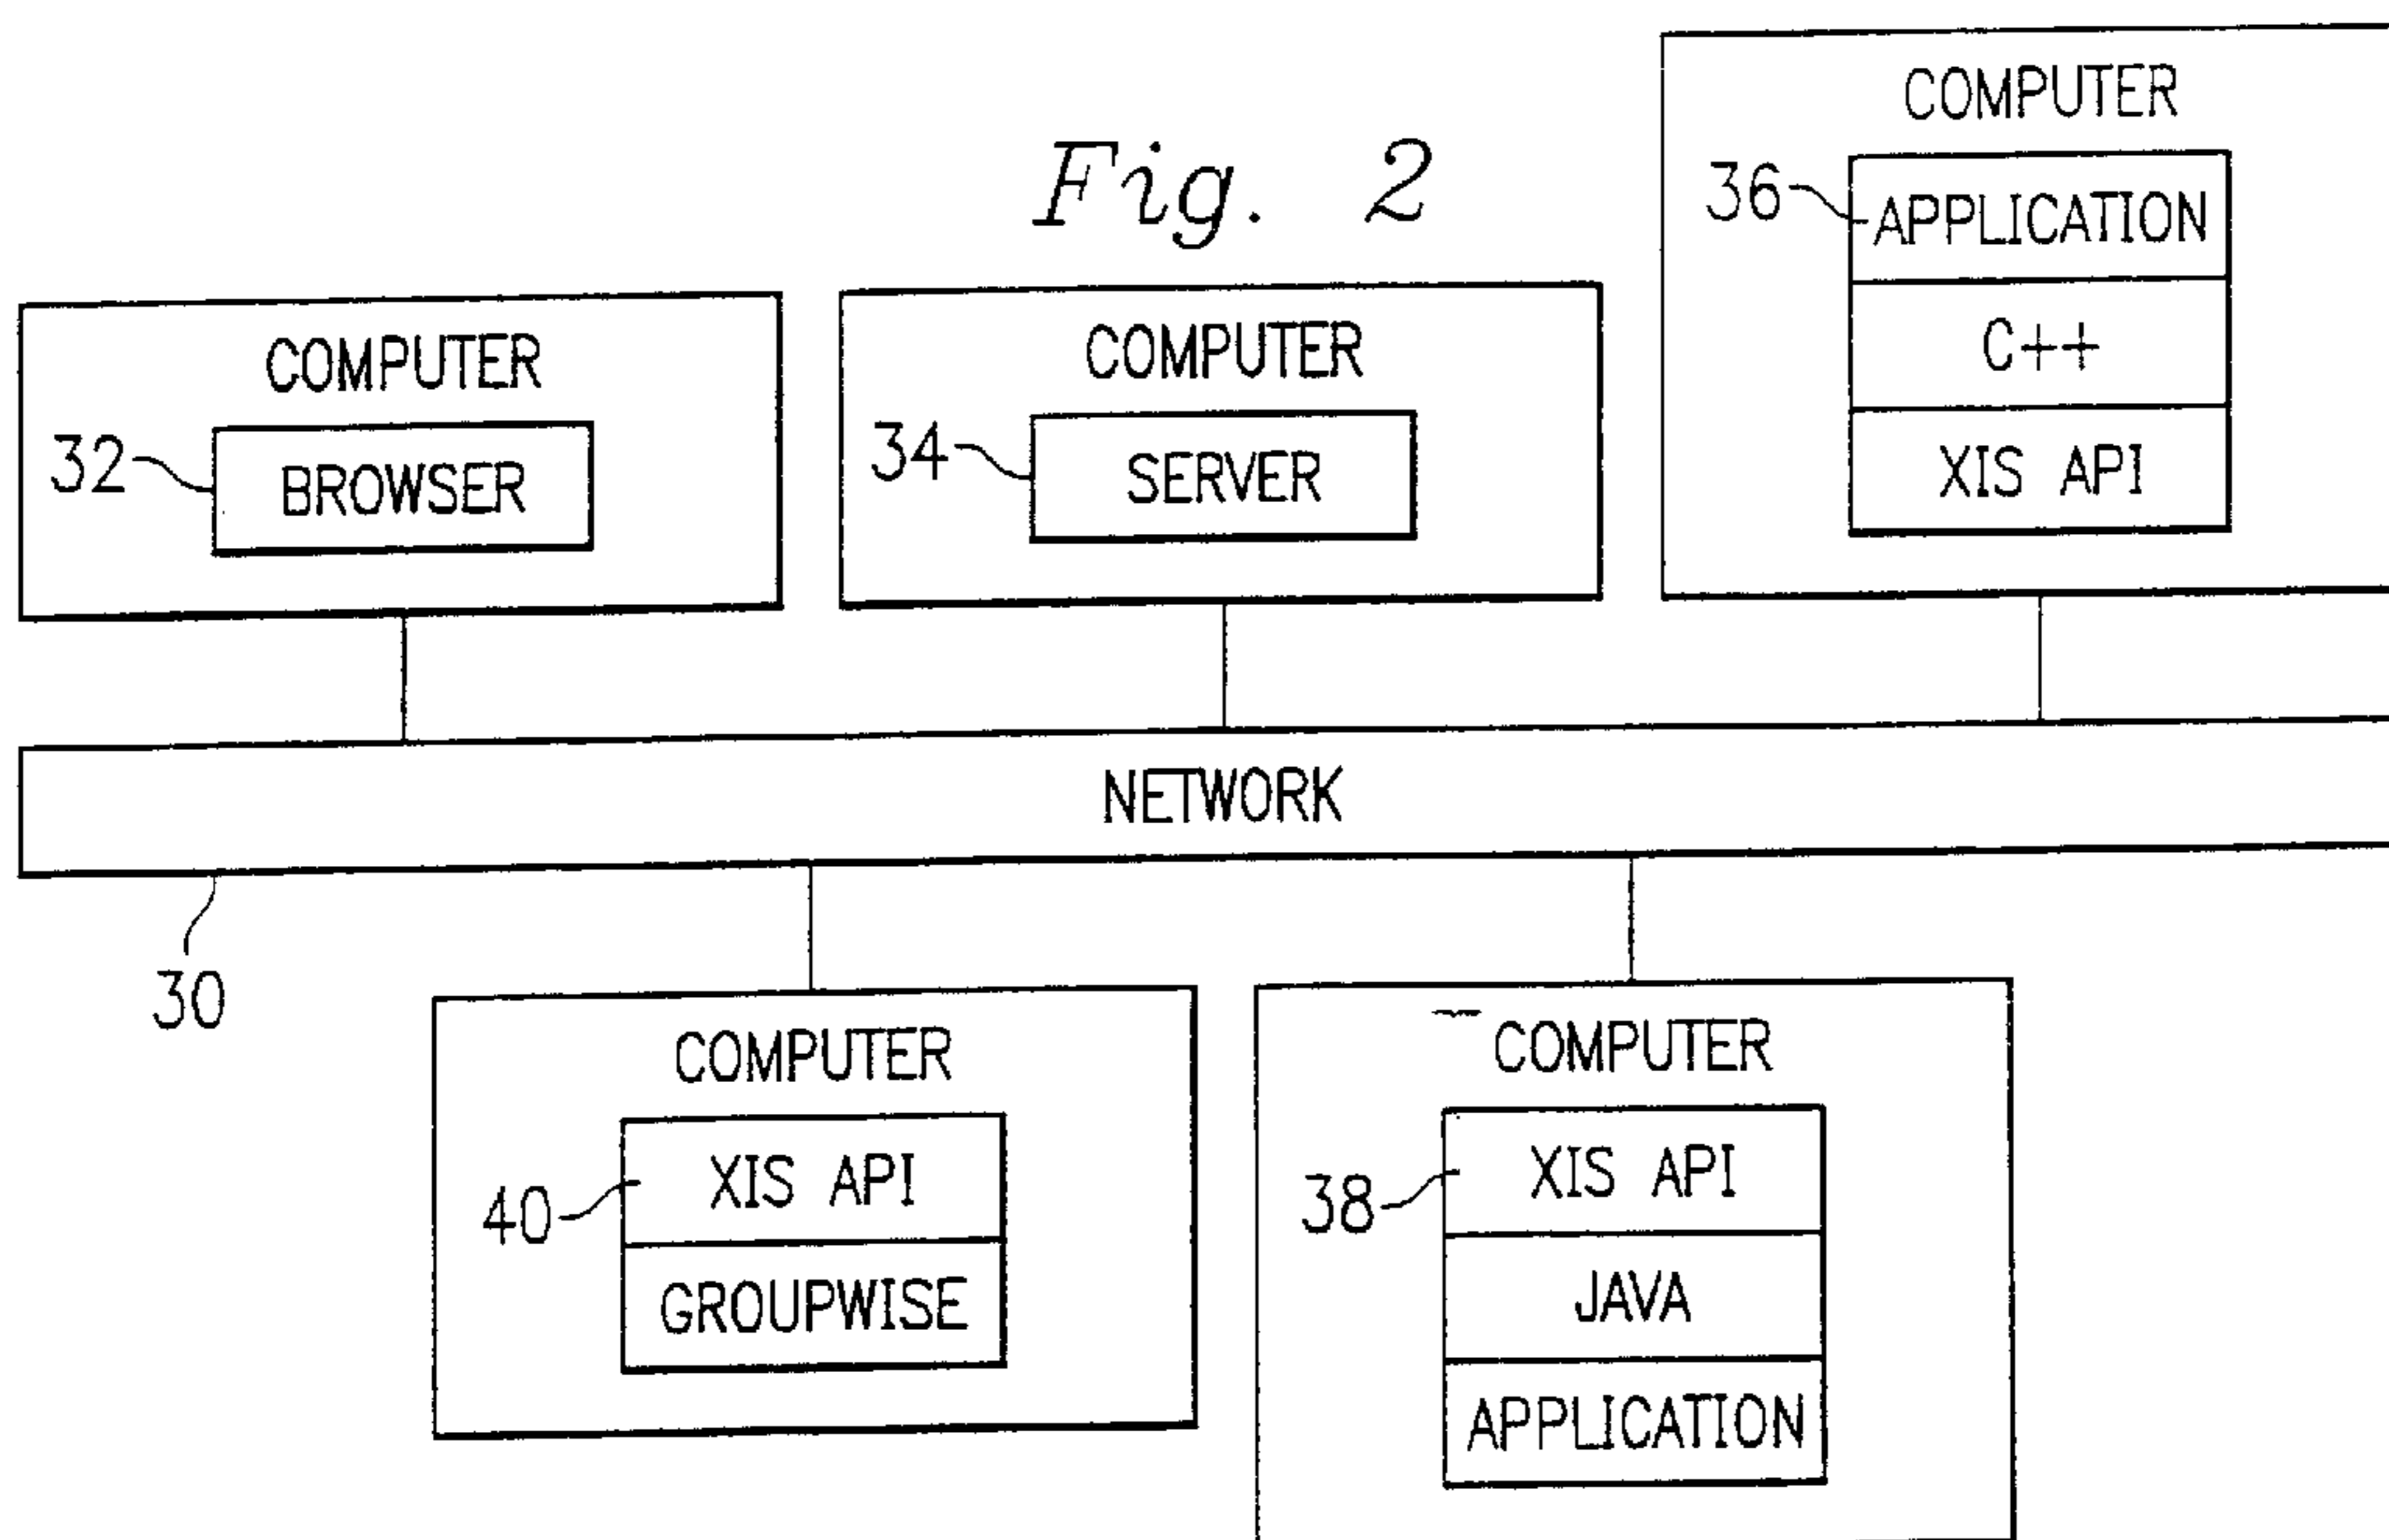 Fig. 2
COMPUTER
32
BROWSER
COMPUTER
34
SERVER
COMPUTER
36
APPLICATION
C++
XIS API
NETWORK
30
COMPUTER
40
XIS API
GROUPWISE
COMPUTER
38
XIS API
JAVA
APPLICATION